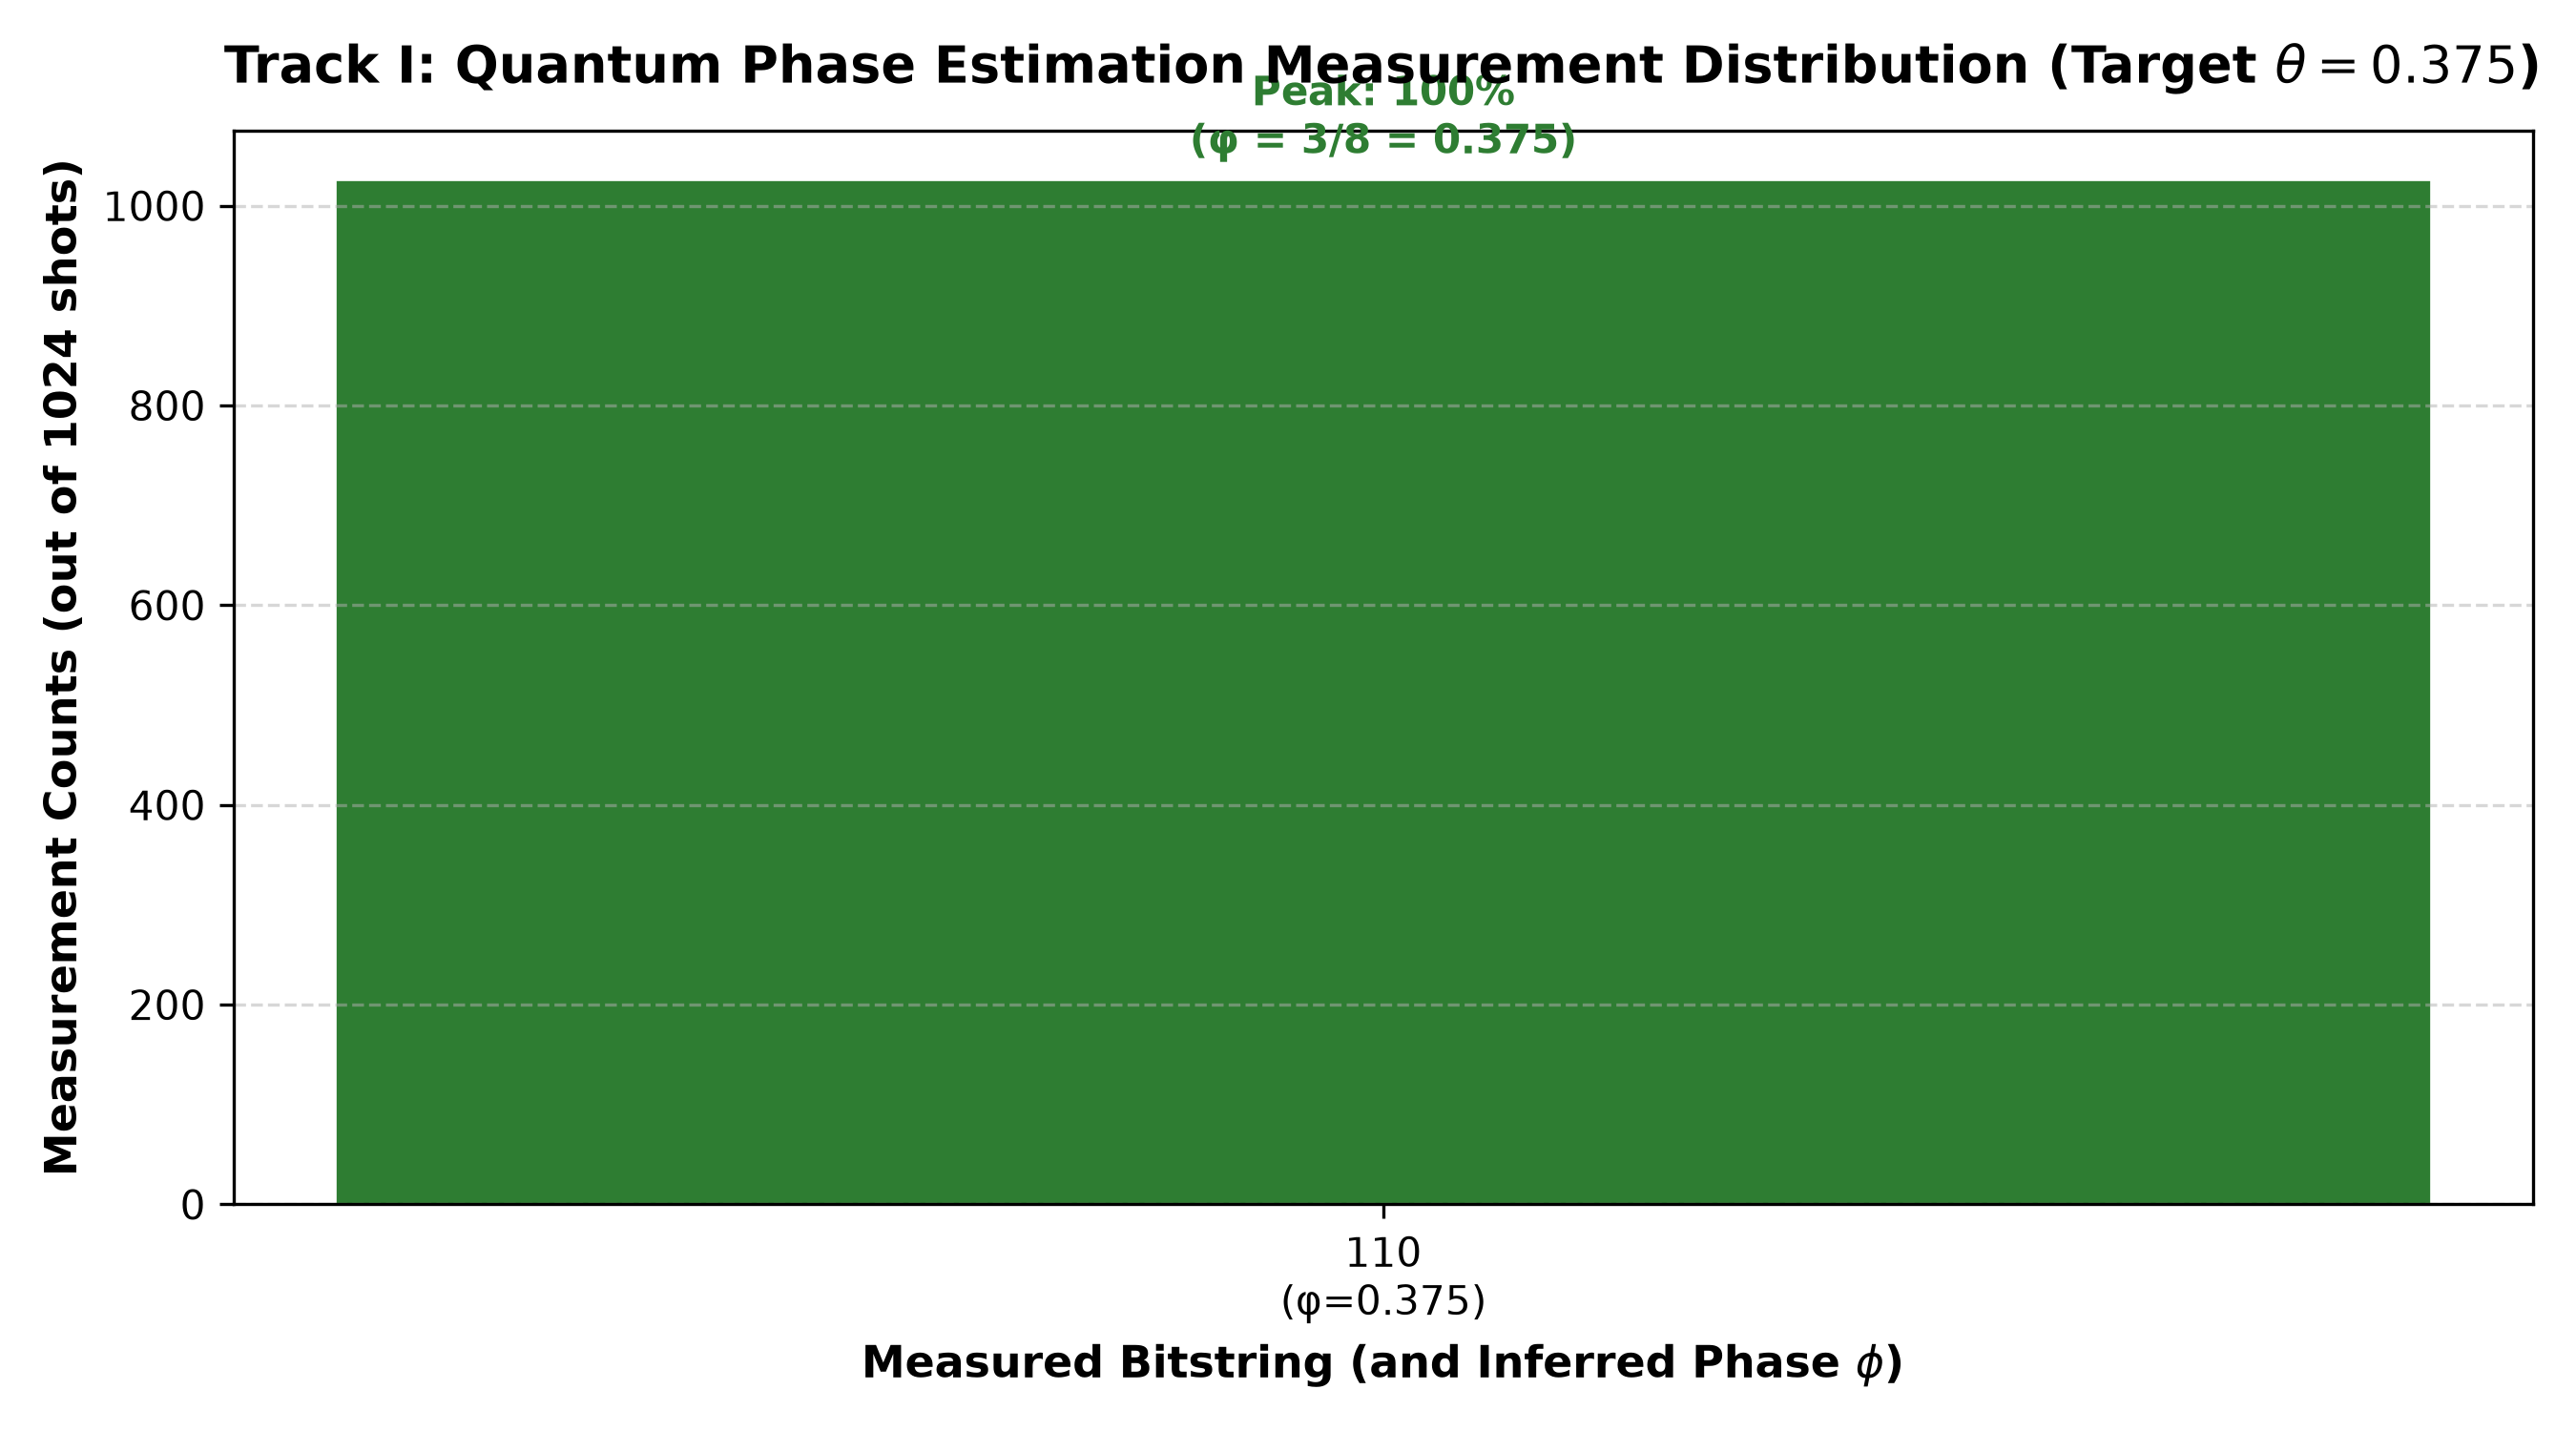 Track I: Quantum Phase Estimation Measurement Distribution (Target θ = 0.375)
Peak: 100%
(φ = 3/8 = 0.375)
Measurement Counts (out of 1024 shots)
1000
800
600
400
200
0
110
(φ=0.375)
Measured Bitstring (and Inferred Phase ϕ)